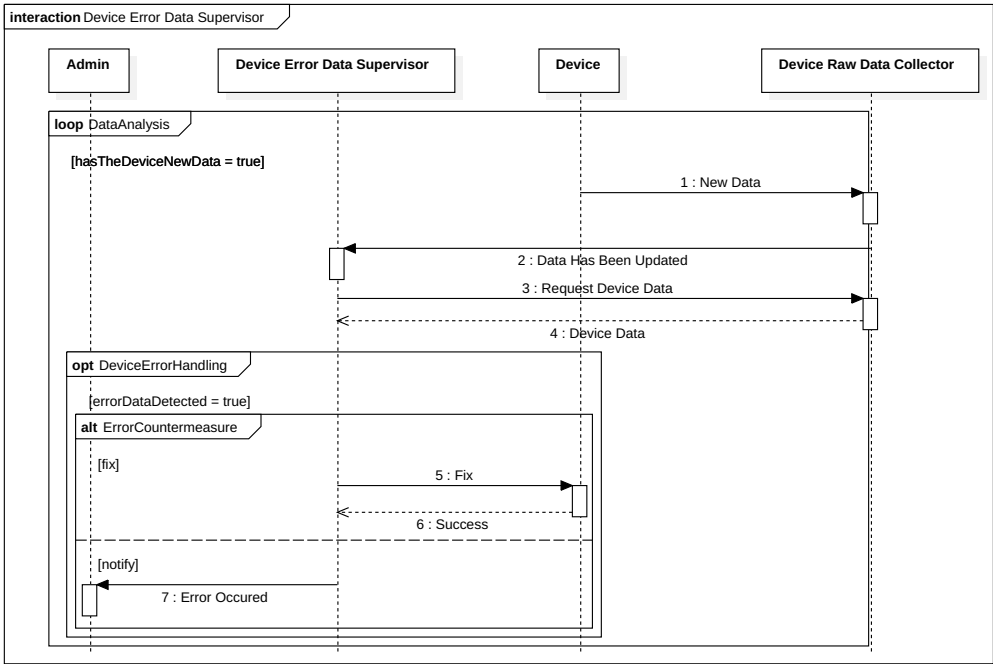 interaction Device Error Data Supervisor
Admin
Device Error Data Supervisor
Device
Device Raw Data Collector
loop DataAnalysis
[hasTheDeviceNewData = true]
1 : New Data
2 : Data Has Been Updated
3 : Request Device Data
4 : Device Data
opt DeviceErrorHandling
[errorDataDetected = true]
alt ErrorCountermeasure
[fix]
5 : Fix
6 : Success
[notify]
7 : Error Occured